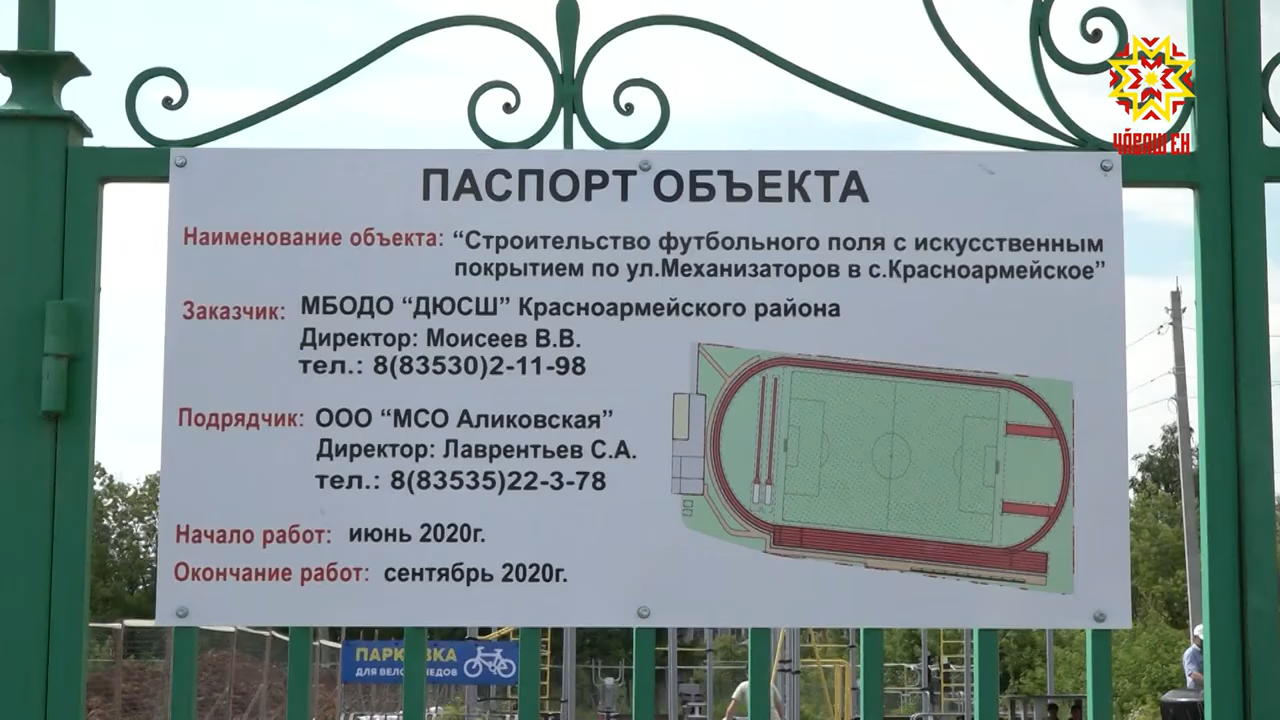 ЧӐВАШ ЕН
ПАСПОРТ ОБЪЕКТА
Наименование объекта: “Строительство футбольного поля с искусственным
покрытием по ул.Механизаторов в с.Красноармейское”
Заказчик: МБОДО “ДЮСШ” Красноармейского района
Директор: Моисеев В.В.
тел.: 8(83530)2-11-98
Подрядчик: ООО “МСО Аликовская”
Директор: Лаврентьев С.А.
тел.: 8(83535)22-3-78
Начало работ: июнь 2020г.
Окончание работ: сентябрь 2020г.
ПАРКОВКА
ДЛЯ ВЕЛОСИПЕДОВ